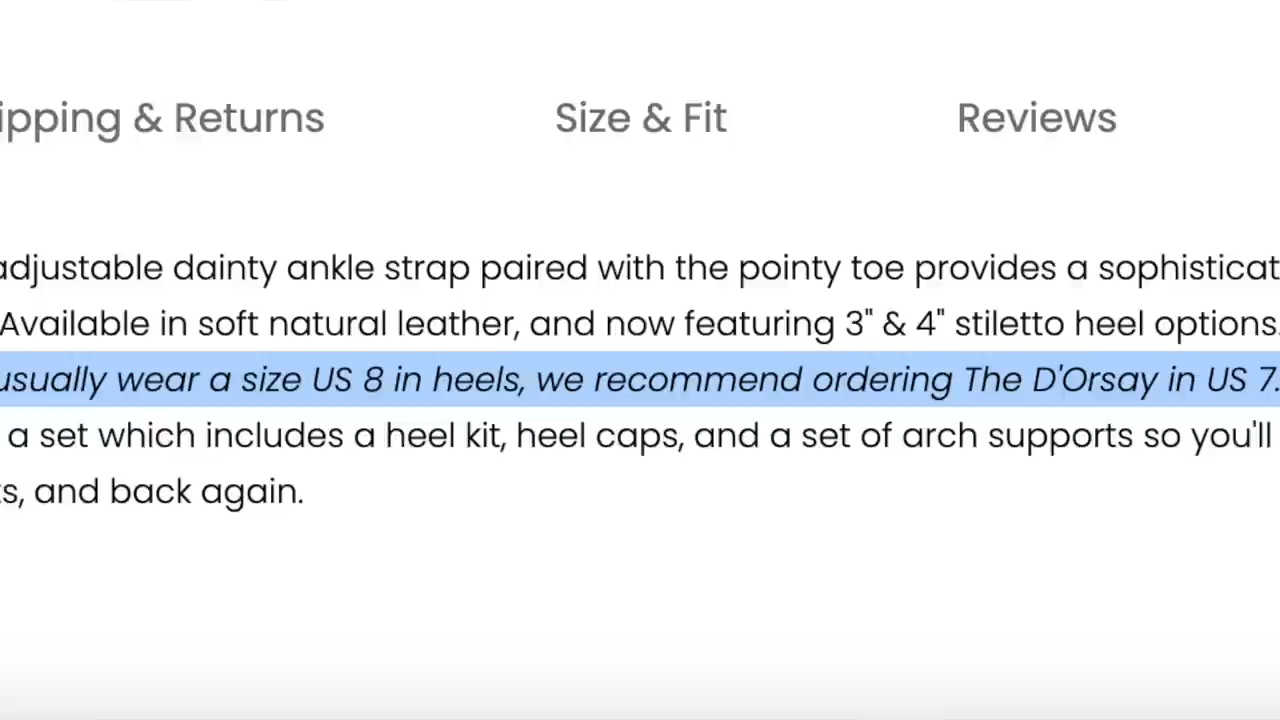 ipping & Returns Size & Fit Reviews
adjustable dainty ankle strap paired with the pointy toe provides a sophisticat
Available in soft natural leather, and now featuring 3" & 4" stiletto heel options.
usually wear a size US 8 in heels, we recommend ordering The D'Orsay in US 7.
a set which includes a heel kit, heel caps, and a set of arch supports so you'll
ts, and back again.